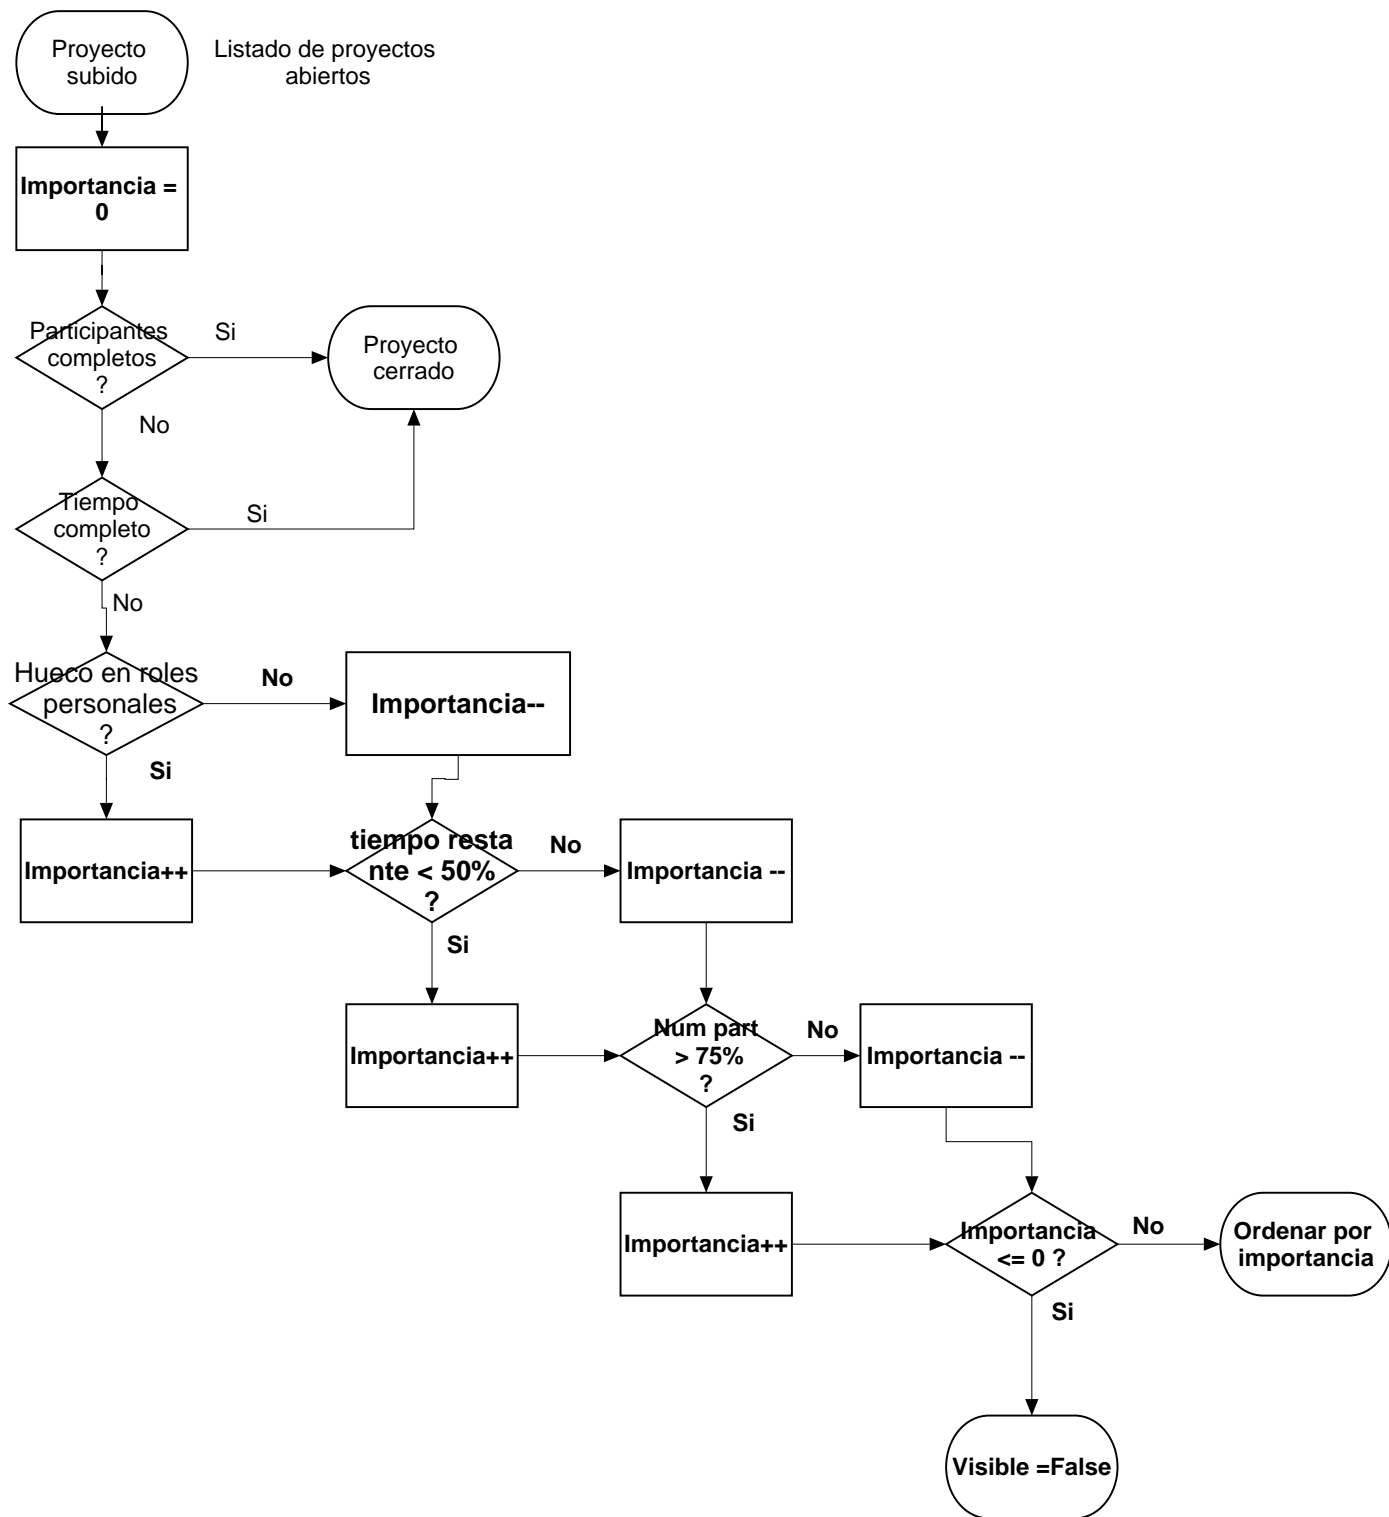 Proyecto
subido
Listado de proyectos
abiertos
Importancia =
0
Participantes
completos
?
Si
Proyecto
cerrado
No
Tiempo
completo
?
Si
No
Hueco en roles
personales
?
No
Importancia--
Si
Importancia++
tiempo resta
nte < 50%
?
No
Importancia --
Si
Importancia++
Num part
> 75%
?
No
Importancia --
Si
Importancia++
Importancia
<= 0 ?
No
Ordenar por
importancia
Si
Visible =False